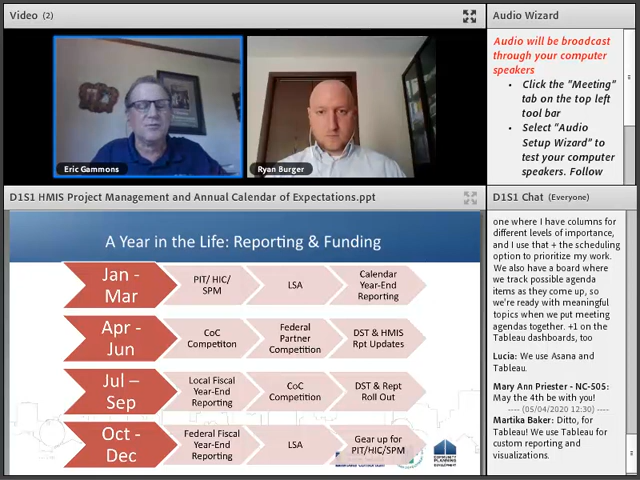 Video (2)
Eric Gammons
Ryan Burger
Audio Wizard
Audio will be broadcast
through your computer
speakers
• Click the "Meeting"
tab on the top left
tool bar
• Select "Audio
Setup Wizard" to
test your computer
speakers. Follow
D1S1 HMIS Project Management and Annual Calendar of Expectations.ppt
A Year in the Life: Reporting & Funding
Jan -
Mar
PIT/ HIC/
SPM
LSA
Calendar
Year-End
Reporting
Apr -
Jun
CoC
Competiton
Federal
Partner
Competition
DST & HMIS
Rpt Updates
Jul –
Sep
Local Fiscal
Year-End
Reporting
CoC
Competition
DST & Rept
Roll Out
Oct -
Dec
Federal Fiscal
Year-End
Reporting
LSA
Gear up for
PIT/HIC/SPM
COMMUNITY
PLANNING
D1S1 Chat (Everyone)
one where I have columns for
different levels of importance,
and I use that + the scheduling
option to prioritize my work.
We also have a board where
we track possible agenda
items as they come up, so
we're ready with meaningful
topics when we put meeting
agendas together. +1 on the
Tableau dashboards, too
Lucia: We use Asana and
Tableau.
Mary Ann Priester - NC-505:
May the 4th be with you!
---- (05/04/2020 12:30) ----
Martika Baker: Ditto, for
Tableau! We use Tableau for
custom reporting and
visualizations.